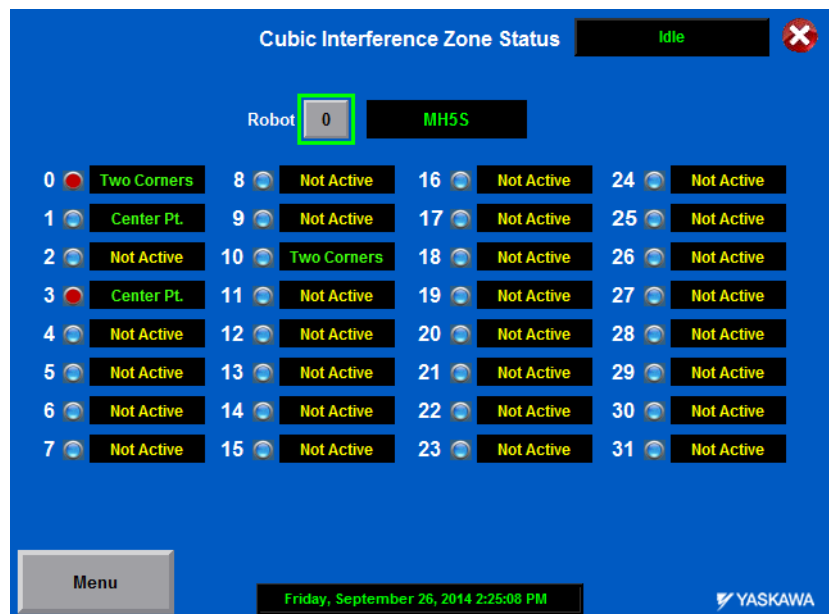 Cubic Interference Zone Status Idle
Robot 0 MH5S
0 Two Corners 8 Not Active 16 Not Active 24 Not Active
1 Center Pt. 9 Not Active 17 Not Active 25 Not Active
2 Not Active 10 Two Corners 18 Not Active 26 Not Active
3 Center Pt. 11 Not Active 19 Not Active 27 Not Active
4 Not Active 12 Not Active 20 Not Active 28 Not Active
5 Not Active 13 Not Active 21 Not Active 29 Not Active
6 Not Active 14 Not Active 22 Not Active 30 Not Active
7 Not Active 15 Not Active 23 Not Active 31 Not Active
Menu
Friday, September 26, 2014 2:25:08 PM
YASKAWA